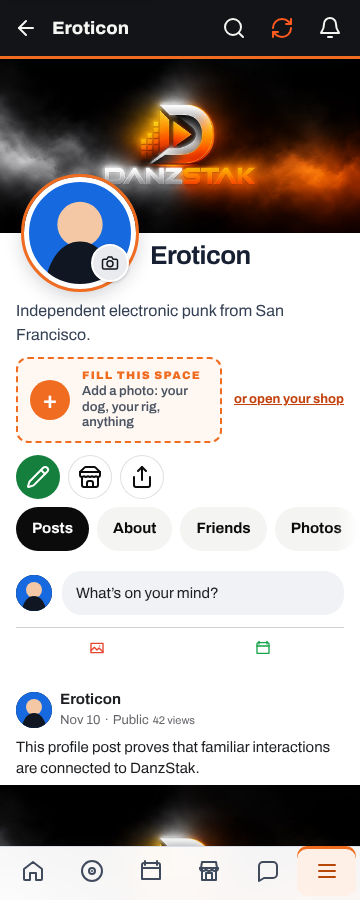 Eroticon
DANZSTAK
Eroticon
Independent electronic punk from San
Francisco.
FILL THIS SPACE
Add a photo: your
dog, your rig,
anything
or open your shop
Posts
About
Friends
Photos
What's on your mind?
Eroticon
Nov 10 · Public 42 views
This profile post proves that familiar interactions
are connected to DanzStak.